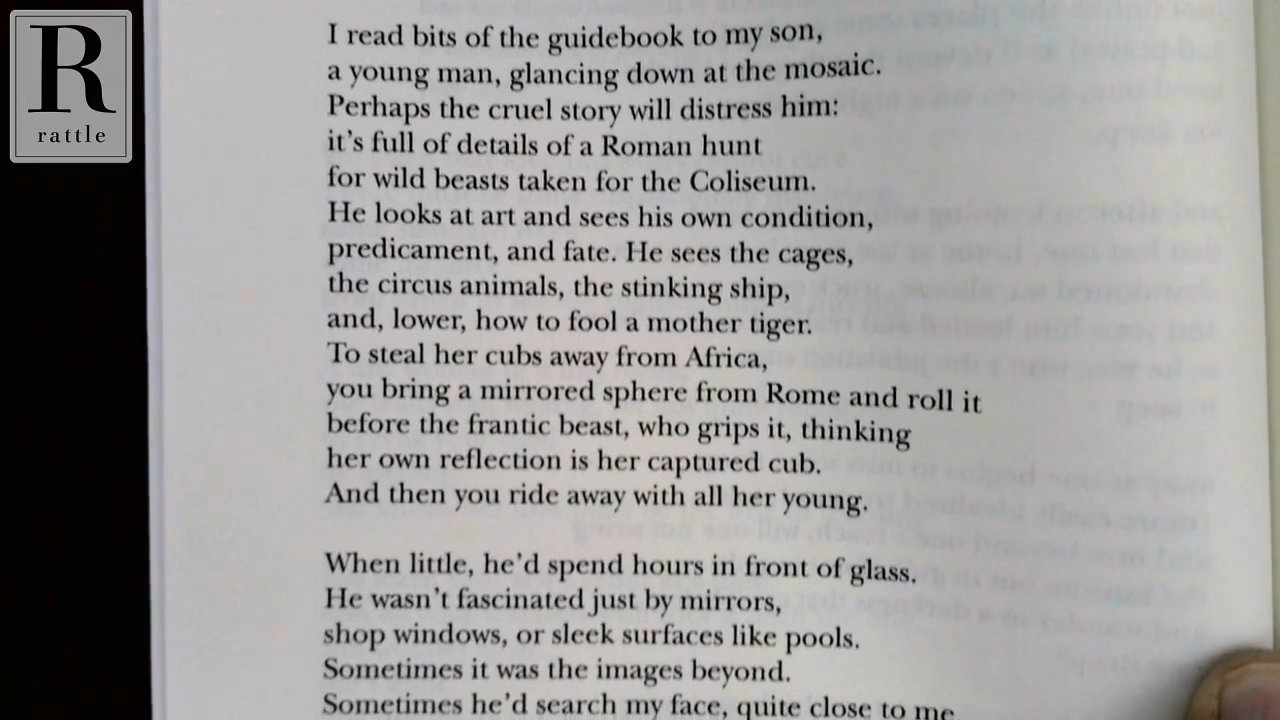 R
rattle
I read bits of the guidebook to my son,
a young man, glancing down at the mosaic.
Perhaps the cruel story will distress him:
it's full of details of a Roman hunt
for wild beasts taken for the Coliseum.
He looks at art and sees his own condition,
predicament, and fate. He sees the cages,
the circus animals, the stinking ship,
and, lower, how to fool a mother tiger.
To steal her cubs away from Africa,
you bring a mirrored sphere from Rome and roll it
before the frantic beast, who grips it, thinking
her own reflection is her captured cub.
And then you ride away with all her young.
When little, he'd spend hours in front of glass.
He wasn't fascinated just by mirrors,
shop windows, or sleek surfaces like pools.
Sometimes it was the images beyond.
Sometimes he'd search my face, quite close to me